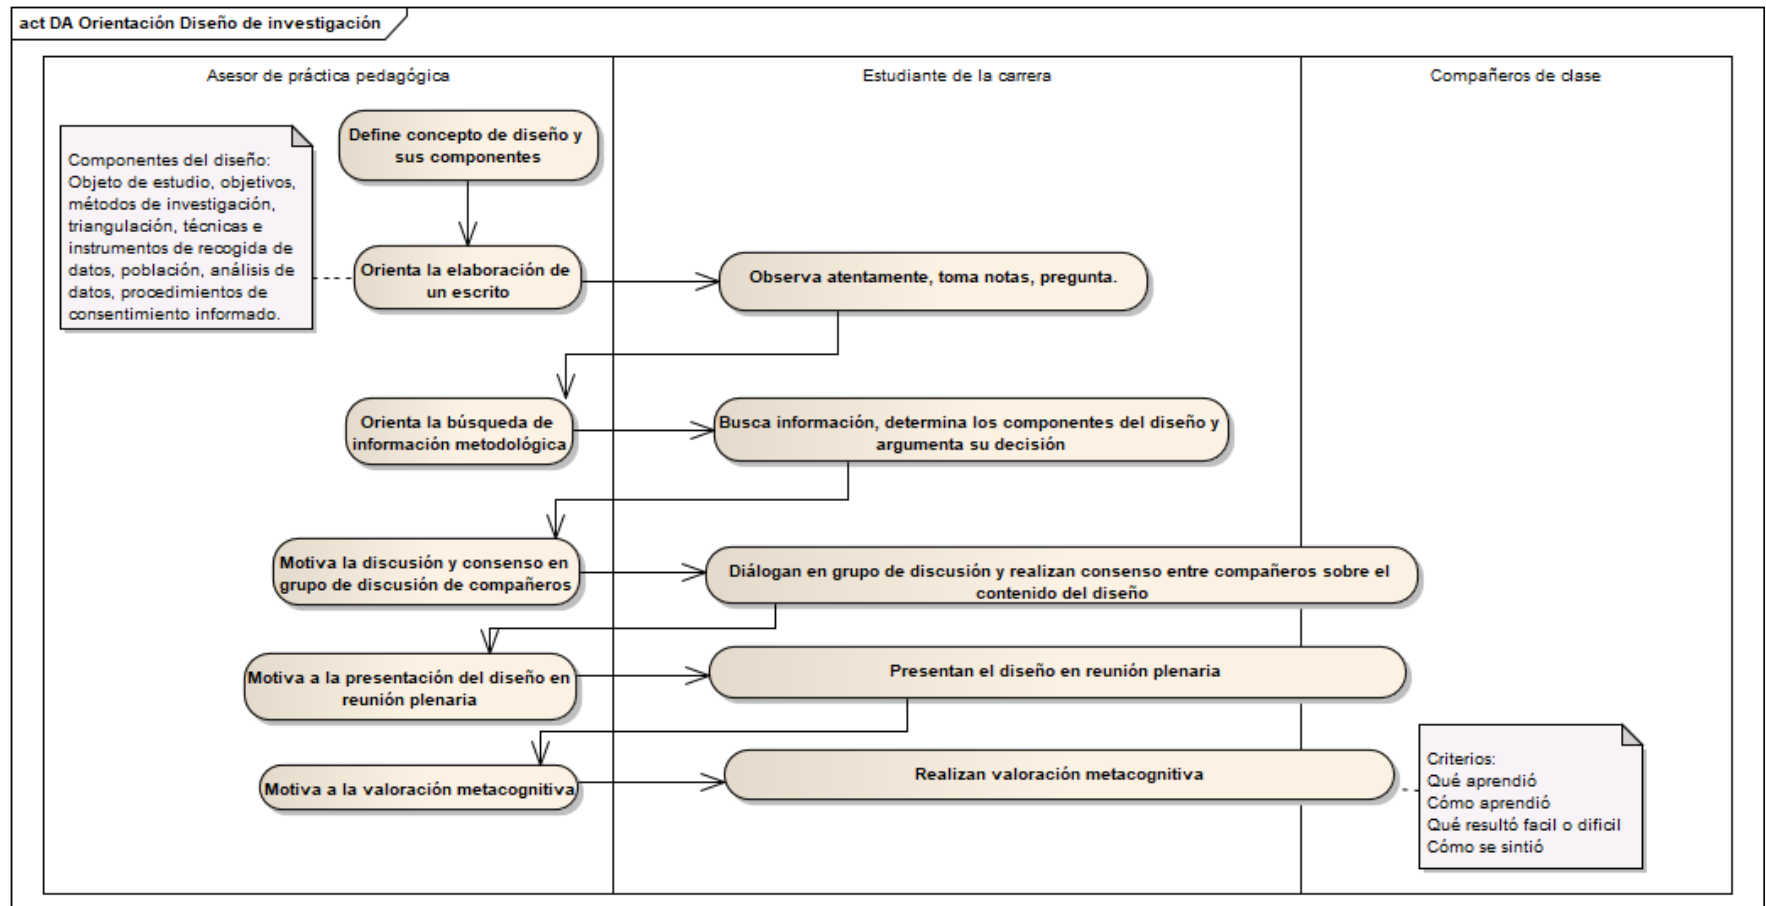 act DA Orientación Diseño de investigación
Asesor de práctica pedagógica
Estudiante de la carrera
Compañeros de clase
Define concepto de diseño y
sus componentes
Componentes del diseño:
Objeto de estudio, objetivos,
métodos de investigación,
triangulación, técnicas e
instrumentos de recogida de
datos, población, análisis de
datos, procedimientos de
consentimiento informado.
Orienta la elaboración de
un escrito
Observa atentamente, toma notas, pregunta.
Orienta la búsqueda de
información metodológica
Busca información, determina los componentes del diseño y
argumenta su decisión
Motiva la discusión y consenso en
grupo de discusión de compañeros
Diálogan en grupo de discusión y realizan consenso entre compañeros sobre el
contenido del diseño
Motiva a la presentación del diseño en
reunión plenaria
Presentan el diseño en reunión plenaria
Motiva a la valoración metacognitiva
Realizan valoración metacognitiva
Criterios:
Qué aprendió
Cómo aprendió
Qué resultó facil o dificil
Cómo se sintió